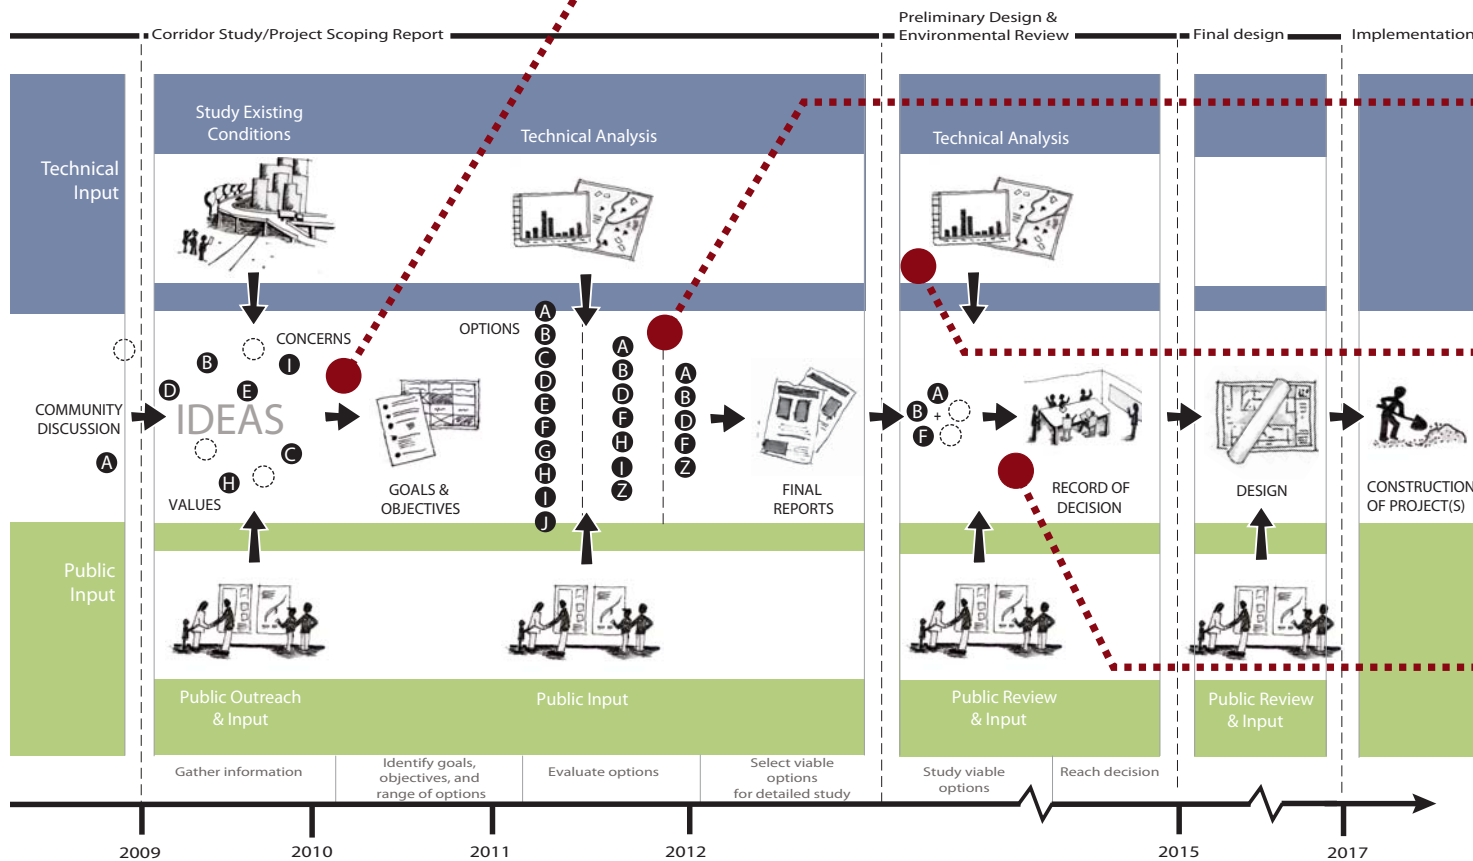 Corridor Study/Project Scoping Report
Preliminary Design &
Environmental Review
Final design
Implementation
Technical
Input
Study Existing
Conditions
Technical Analysis
Technical Analysis
COMMUNITY
DISCUSSION
A
CONCERNS
B
I
D
E
IDEAS
C
H
VALUES
GOALS &
OBJECTIVES
OPTIONS
A
B
C
D
E
F
G
H
I
J
A
B
D
F
H
I
Z
A
B
D
F
Z
FINAL
REPORTS
A
B +
F
RECORD OF
DECISION
DESIGN
CONSTRUCTION
OF PROJECT(S)
Public
Input
Public Outreach
& Input
Public Input
Public Review
& Input
Public Review
& Input
Gather information
Identify goals,
objectives, and
range of options
Evaluate options
Select viable
options
for detailed study
Study viable
options
Reach decision
2009
2010
2011
2012
2015
2017